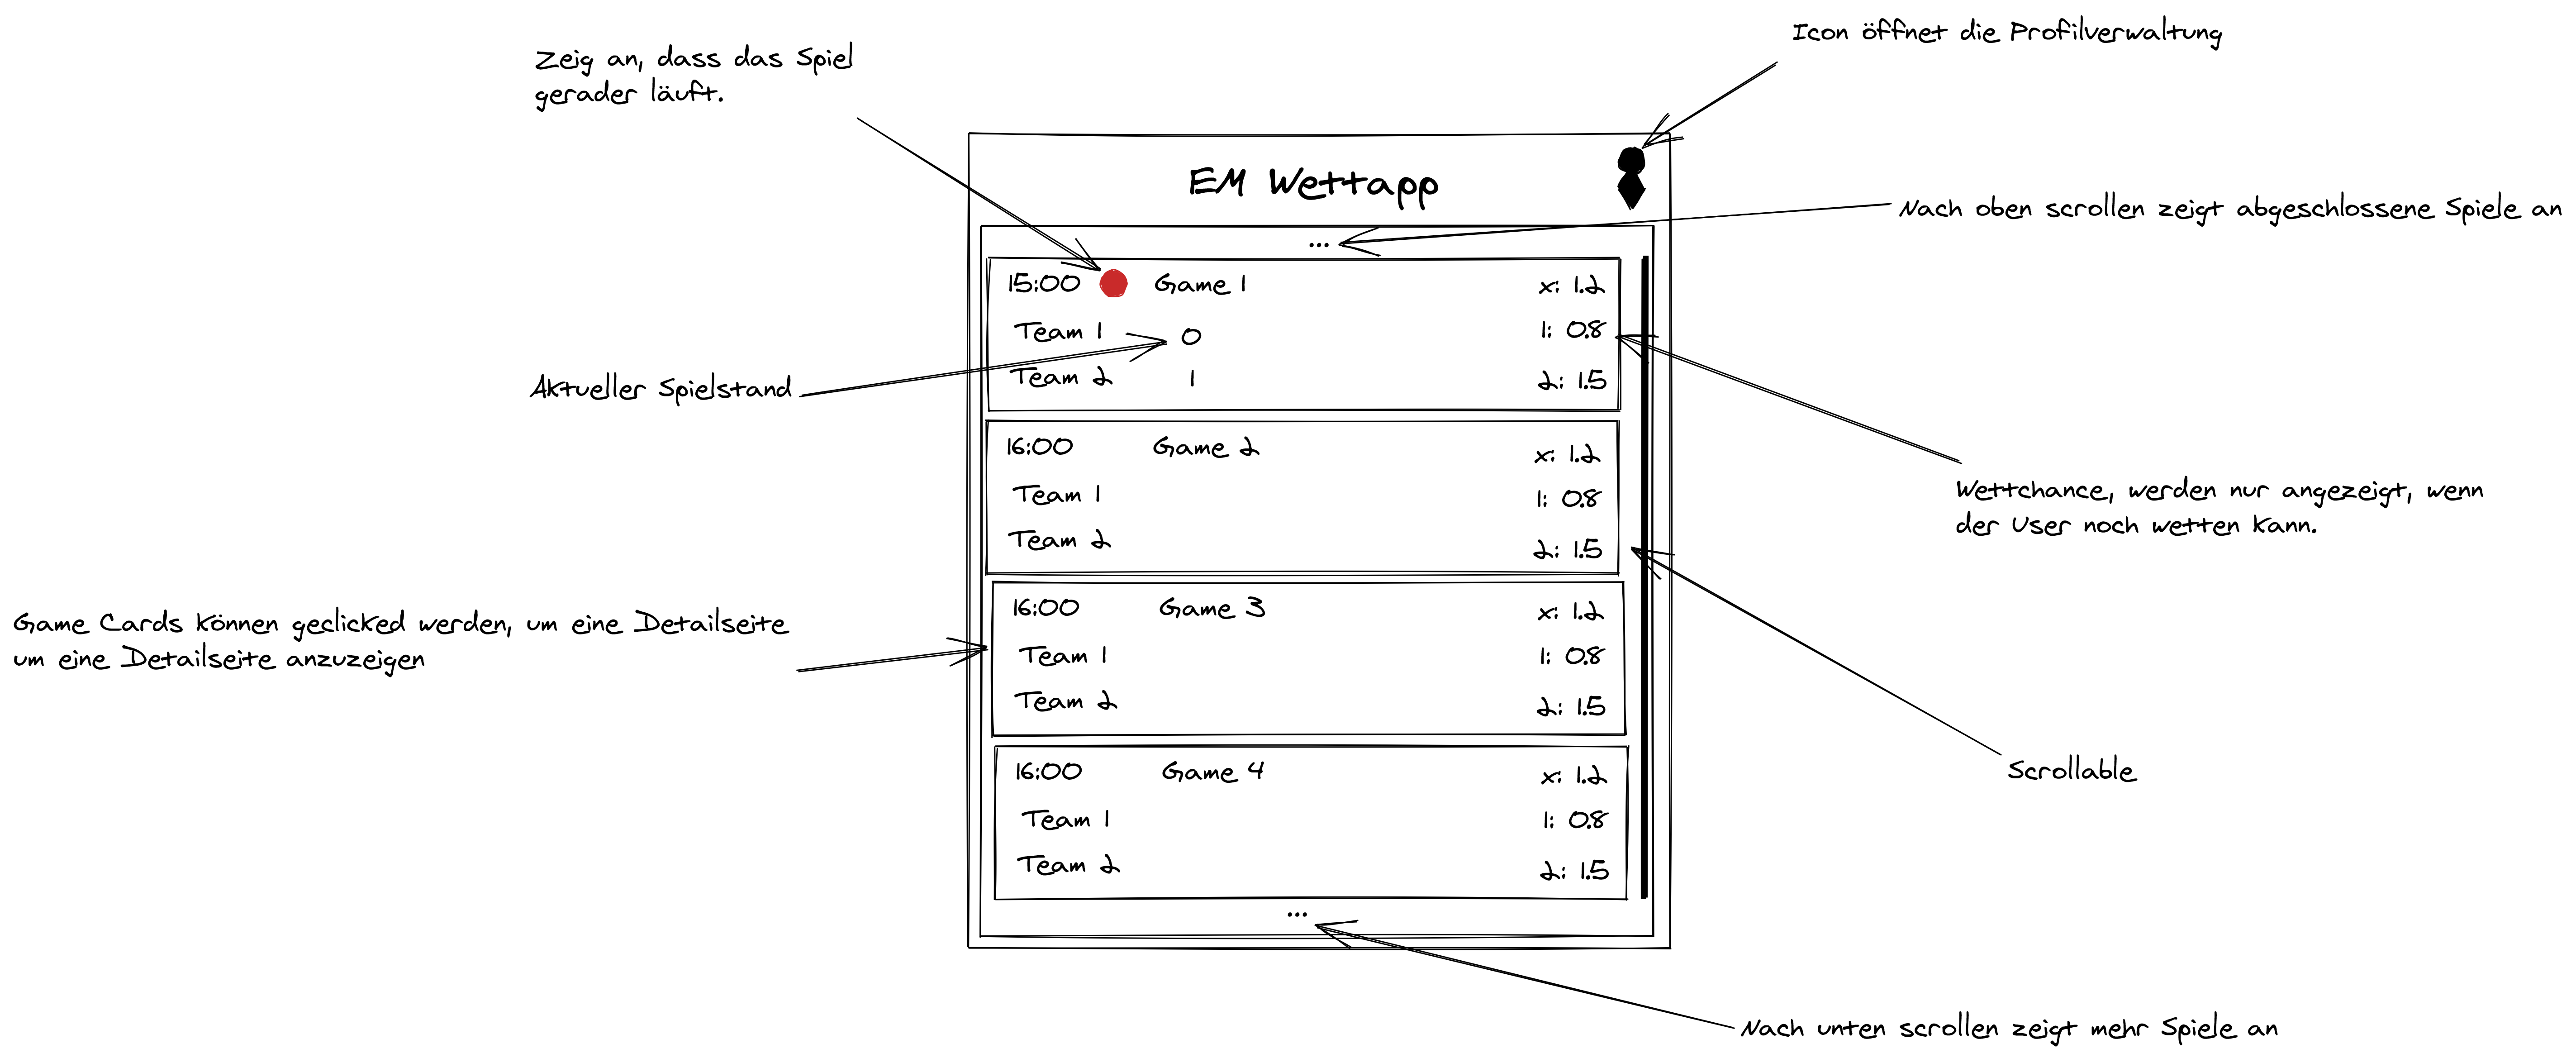 Icon öffnet die Profilverwaltung
Zeig an, dass das Spiel
gerader läuft.
EM Wettapp
Nach oben scrollen zeigt abgeschlossene Spiele an
...
15:00 Game 1 x: 1.2
Team 1 0 1: 0.8
Team 2 1 2: 1.5
Aktueller Spielstand
16:00 Game 2 x: 1.2
Team 1 1: 0.8
Team 2 2: 1.5
Wettchance, werden nur angezeigt, wenn
der User noch wetten kann.
Game Cards können geclicked werden, um eine Detailseite
um eine Detailseite anzuzeigen
16:00 Game 3 x: 1.2
Team 1 1: 0.8
Team 2 2: 1.5
Scrollable
16:00 Game 4 x: 1.2
Team 1 1: 0.8
Team 2 2: 1.5
...
Nach unten scrollen zeigt mehr Spiele an